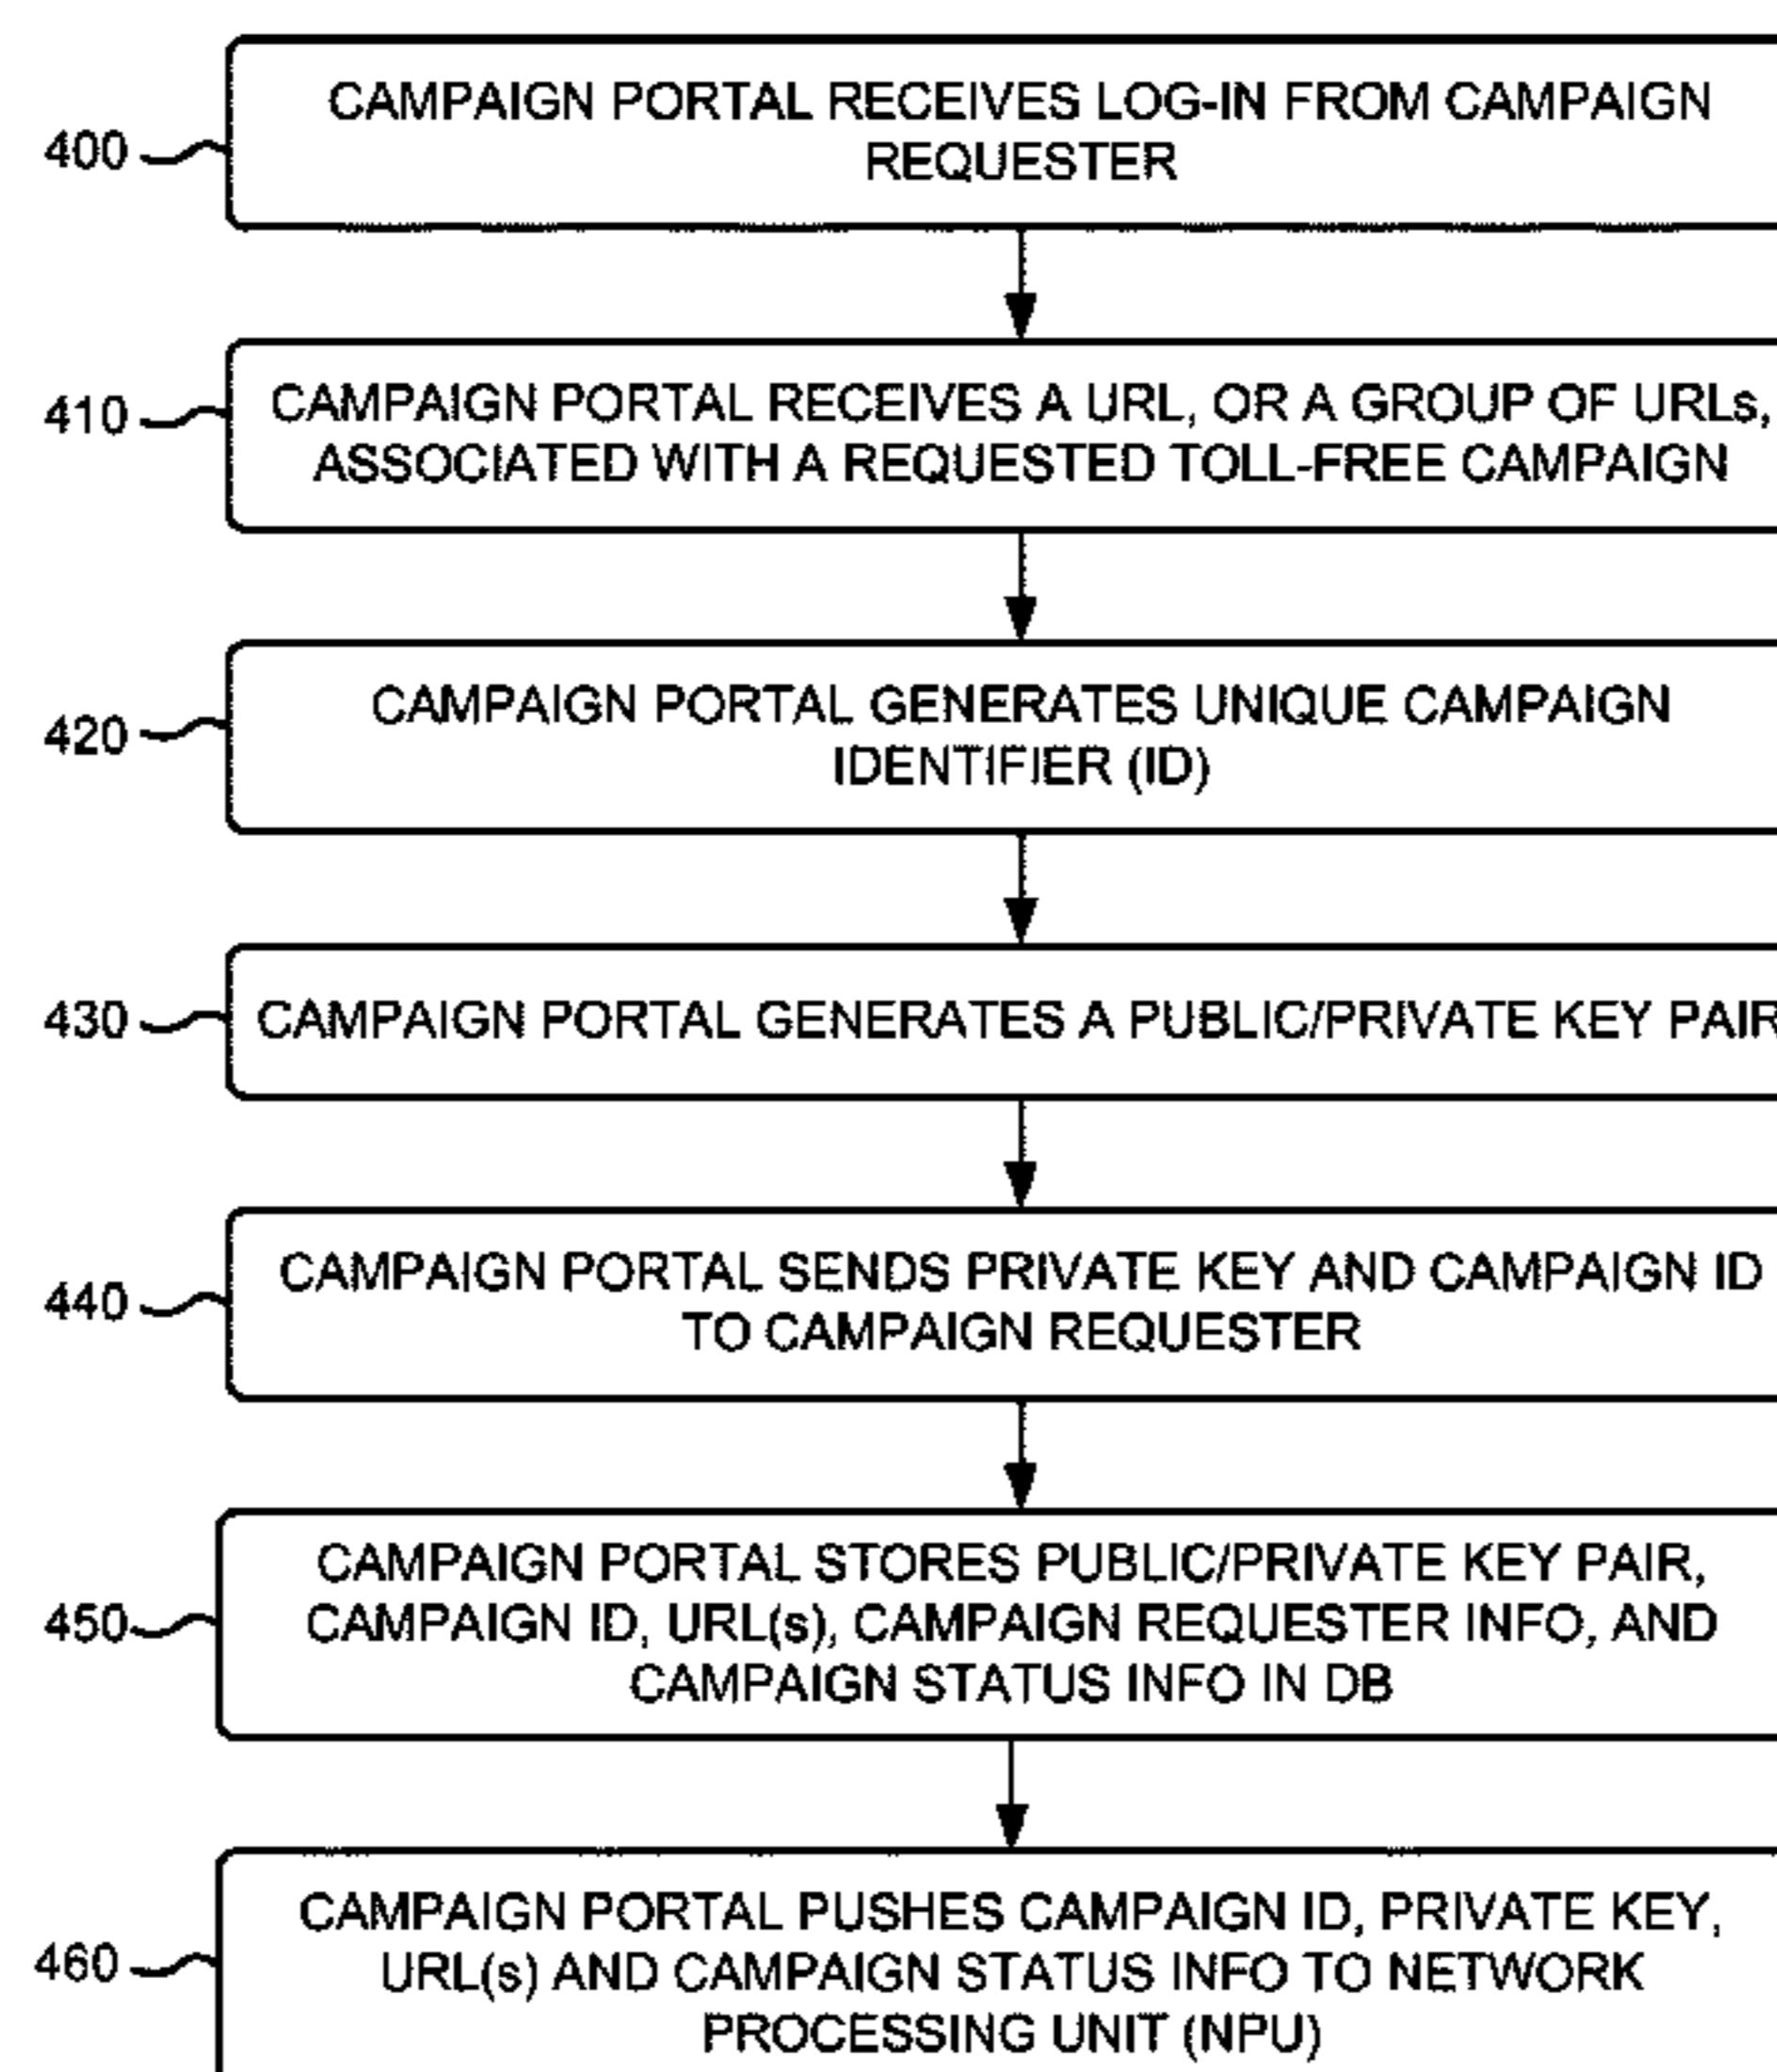 CAMPAIGN PORTAL RECEIVES LOG-IN FROM CAMPAIGN
REQUESTER
400
CAMPAIGN PORTAL RECEIVES A URL, OR A GROUP OF URLs,
ASSOCIATED WITH A REQUESTED TOLL-FREE CAMPAIGN
410
CAMPAIGN PORTAL GENERATES UNIQUE CAMPAIGN
IDENTIFIER (ID)
420
430 CAMPAIGN PORTAL GENERATES A PUBLIC/PRIVATE KEY PAIR
CAMPAIGN PORTAL SENDS PRIVATE KEY AND CAMPAIGN ID
TO CAMPAIGN REQUESTER
440
CAMPAIGN PORTAL STORES PUBLIC/PRIVATE KEY PAIR,
450 CAMPAIGN ID, URL(s), CAMPAIGN REQUESTER INFO, AND
CAMPAIGN STATUS INFO IN DB
CAMPAIGN PORTAL PUSHES CAMPAIGN ID, PRIVATE KEY,
460 URL(s) AND CAMPAIGN STATUS INFO TO NETWORK
PROCESSING UNIT (NPU)